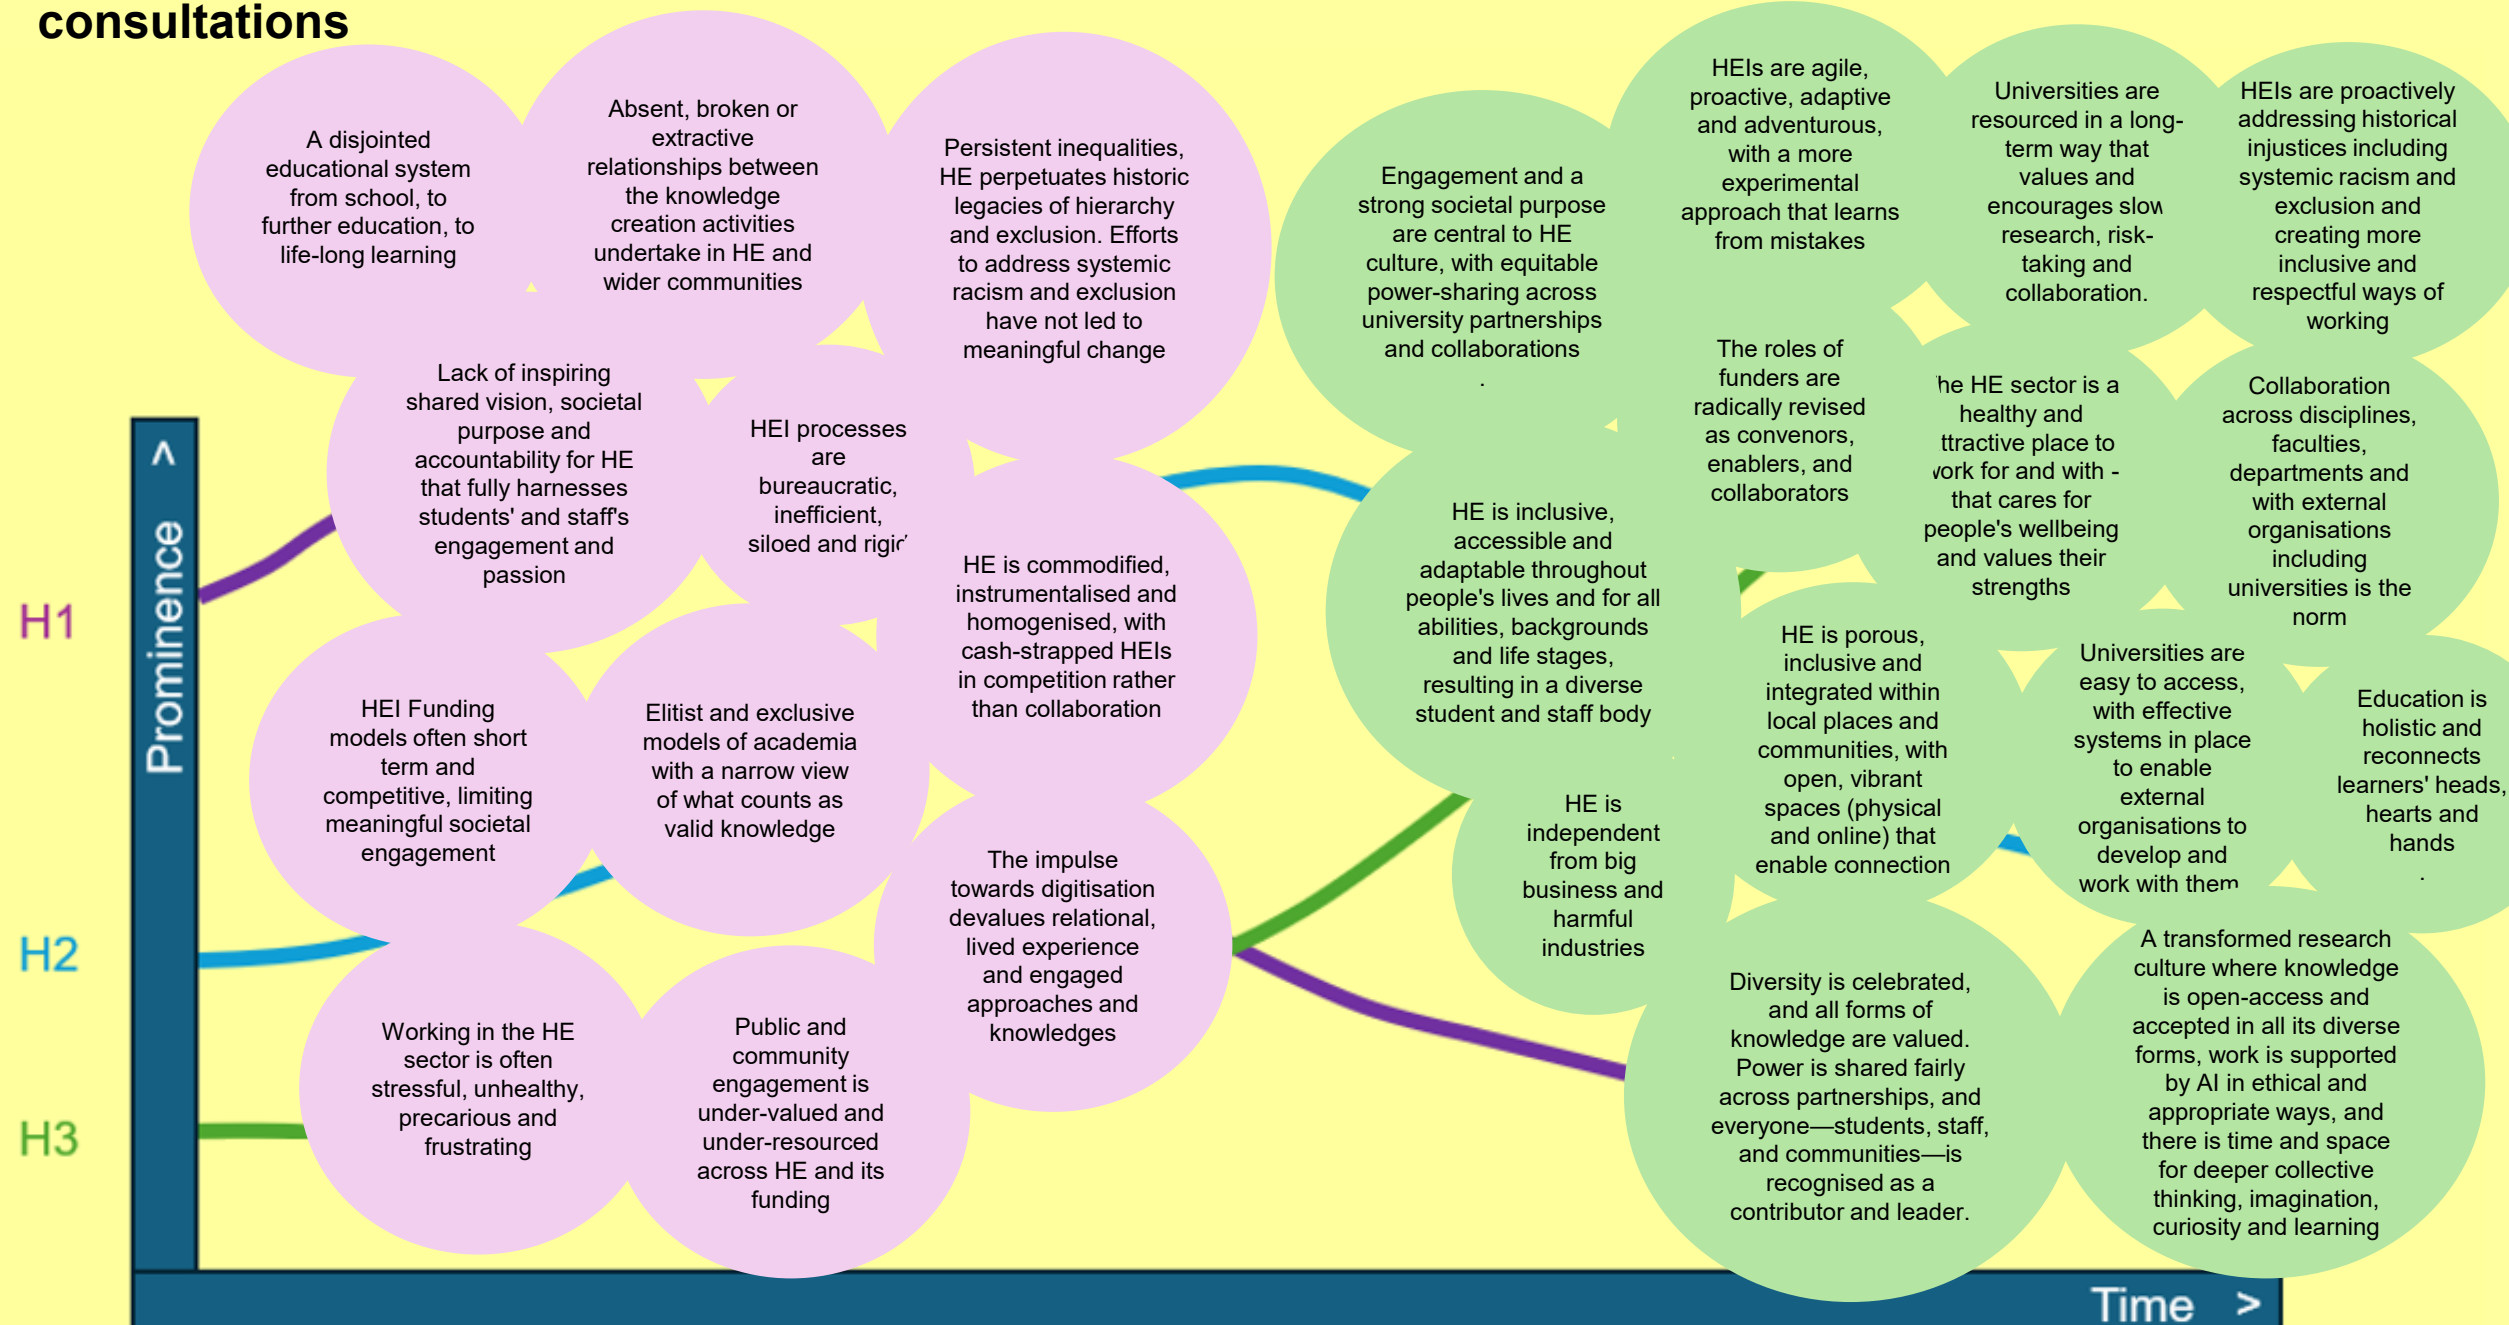 consultations
A disjointed
educational system
from school, to
further education, to
life-long learning
Absent, broken or
extractive
relationships between
the knowledge
creation activities
undertake in HE and
wider communities
Persistent inequalities,
HE perpetuates historic
legacies of hierarchy
and exclusion. Efforts
to address systemic
racism and exclusion
have not led to
meaningful change
Lack of inspiring
shared vision, societal
purpose and
accountability for HE
that fully harnesses
students' and staff's
engagement and
passion
HEI processes
are
bureaucratic,
inefficient,
siloed and
HE is commodified,
instrumentalised and
homogenised, with
cash-strapped HEIs
in competition rather
than collaboration
HEI Funding
models often short
term and
competitive, limiting
meaningful societal
engagement
Elitist and exclusive
models of academia
with a narrow view
of what counts as
valid knowledge
The impulse
towards digitisation
devalues relational,
lived experience
and engaged
approaches and
knowledges
Working in the HE
sector is often
stressful, unhealthy,
precarious and
frustrating
Public and
community
engagement is
under-valued and
under-resourced
across HE and its
funding
Engagement and a
strong societal purpose
are central to HE
culture, with equitable
power-sharing across
university partnerships
and collaborations
.
HEIs are agile,
proactive, adaptive
and adventurous,
with a more
experimental
approach that learns
from mistakes
Universities are
resourced in a long-
term way that
values and
encourages slow
research, risk-
taking and
collaboration.
HEIs are proactively
addressing historical
injustices including
systemic racism and
exclusion and
creating more
inclusive and
respectful ways of
working
The roles of
funders are
radically revised
as convenors,
enablers, and
collaborators
he HE sector is a
healthy and
ttractive place to
ork for and with -
that cares for
people's wellbeing
and values their
strengths
Collaboration
across disciplines,
faculties,
departments and
with external
organisations
including
universities is the
norm
HE is inclusive,
accessible and
adaptable throughout
people's lives and for all
abilities, backgrounds
and life stages,
resulting in a diverse
student and staff body
HE is porous,
inclusive and
integrated within
local places and
communities, with
open, vibrant
spaces (physical
and online) that
enable connection
Universities are
easy to access,
with effective
systems in place
to enable
external
organisations to
develop and
work with them
Education is
holistic and
reconnects
learners' heads,
hearts and
hands
.
HE is
independent
from big
business and
harmful
industries
Diversity is celebrated,
and all forms of
knowledge are valued.
Power is shared fairly
across partnerships, and
everyone—students, staff,
and communities—is
recognised as a
contributor and leader.
A transformed research
culture where knowledge
is open-access and
accepted in all its diverse
forms, work is supported
by AI in ethical and
appropriate ways, and
there is time and space
for deeper collective
thinking, imagination,
curiosity and learning
H1
H2
H3
Prominence >
Time >